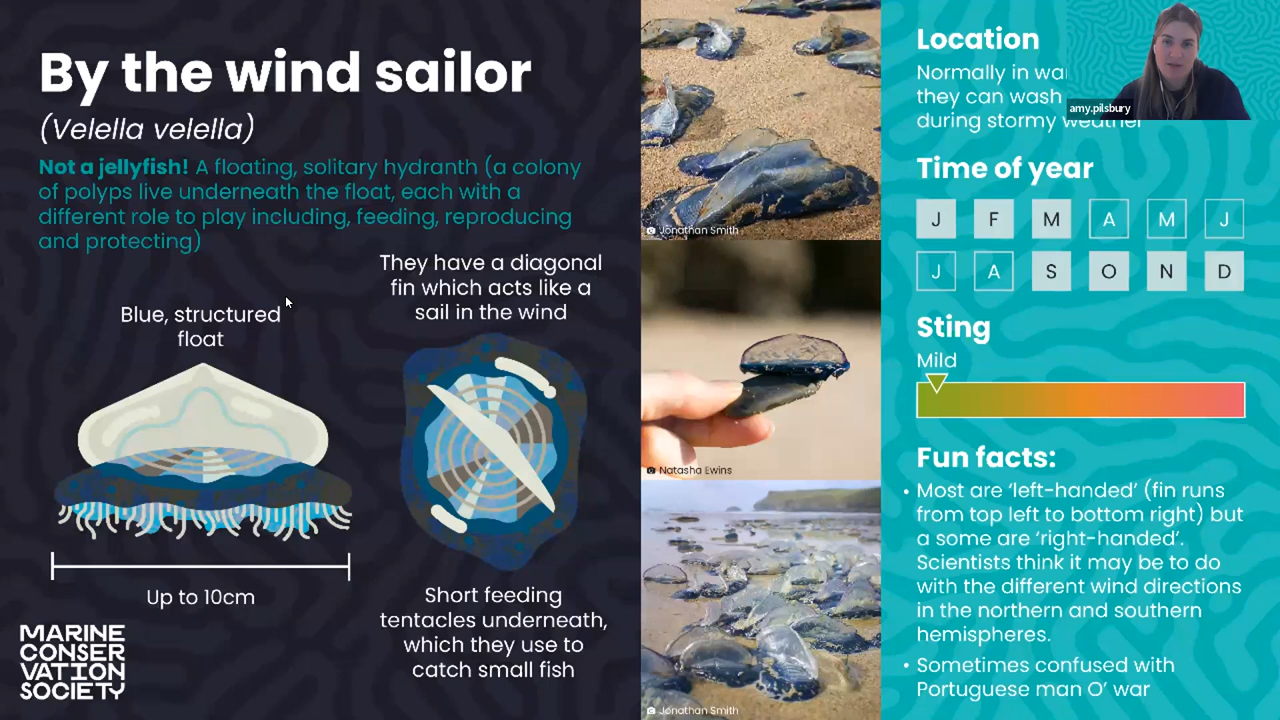 By the wind sailor
(Velella velella)
Not a jellyfish! A floating, solitary hydranth (a colony
of polyps live underneath the float, each with a
different role to play including, feeding, reproducing
and protecting)
They have a diagonal
fin which acts like a
sail in the wind
Blue, structured
float
Up to 10cm
Short feeding
tentacles underneath,
which they use to
catch small fish
MARINE
CONSER
VATION
SOCIETY
Jonathan Smith
Natasha Ewins
Jonathan Smith
Location
Normally in
they can wash
during stormy weather
amy.pilsbury
Time of year
J F M A M J
J A S O N D
Sting
Mild
Fun facts:
• Most are ‘left-handed’ (fin runs
from top left to bottom right) but
a some are ‘right-handed’.
Scientists think it may be to do
with the different wind directions
in the northern and southern
hemispheres.
• Sometimes confused with
Portuguese man O’ war